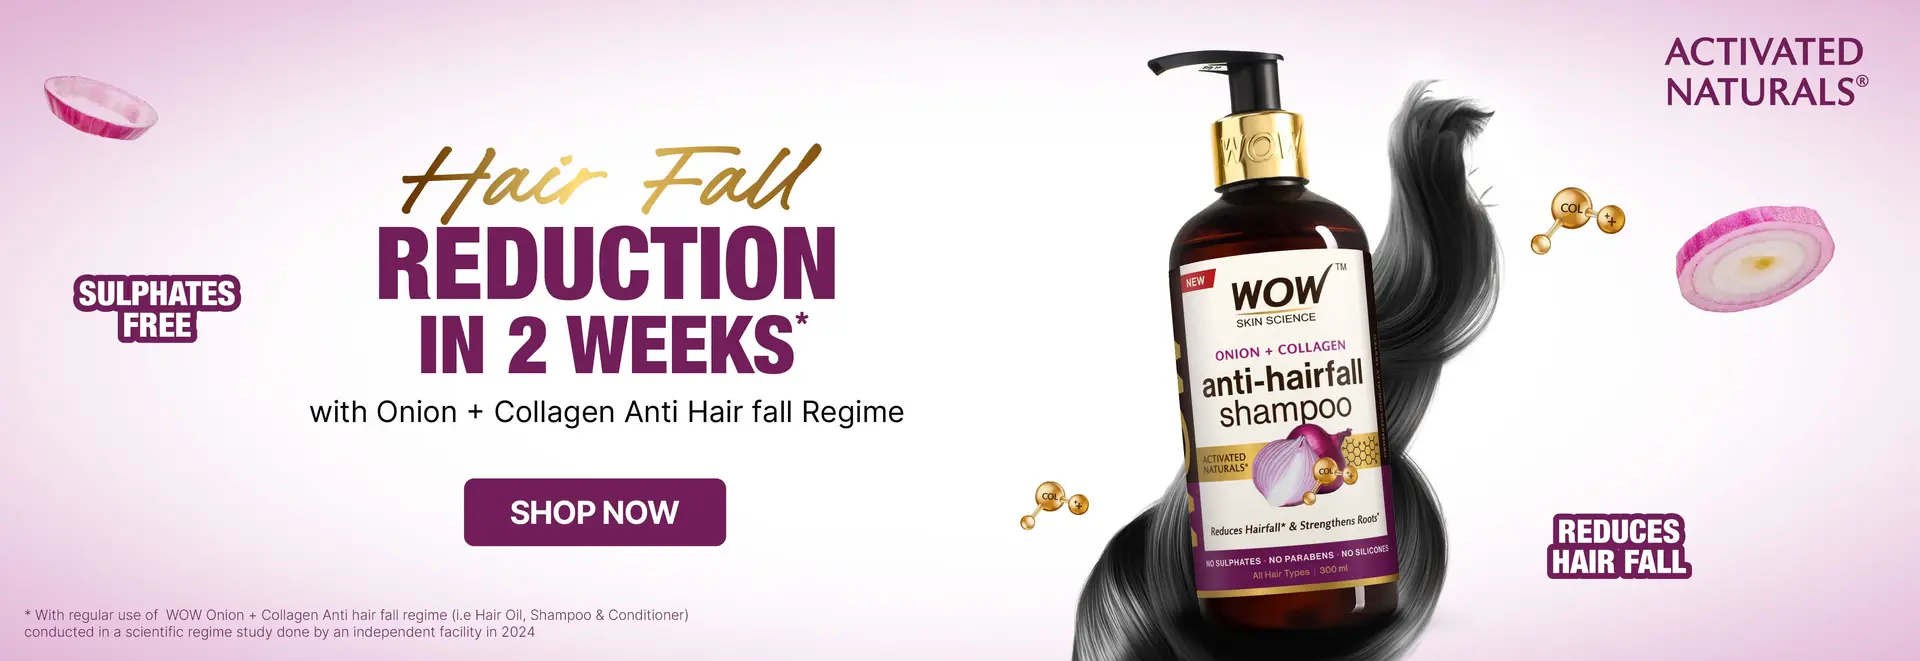 ACTIVATED
NATURALS®
Hair Fall
REDUCTION
IN 2 WEEKS*
with Onion + Collagen Anti Hair fall Regime
SHOP NOW
SULPHATES
FREE
WOW
NEW
WOW™
SKIN SCIENCE
ONION + COLLAGEN
anti-hairfall
shampoo
ACTIVATED
NATURALS®
COL
Reduces Hairfall* & Strengthens Roots*
NO SULPHATES · NO PARABENS · NO SILICONES
All Hair Types | 300 ml
COL ++
COL ++
REDUCES
HAIR FALL
* With regular use of WOW Onion + Collagen Anti hair fall regime (i.e Hair Oil, Shampoo & Conditioner)
conducted in a scientific regime study done by an independent facility in 2024